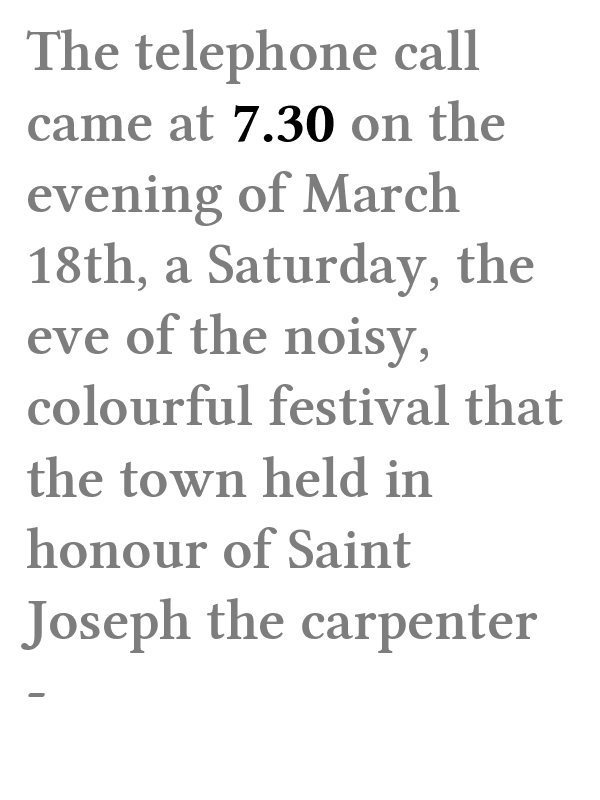 The telephone call
came at 7.30 on the
evening of March
18th, a Saturday, the
eve of the noisy,
colourful festival that
the town held in
honour of Saint
Joseph the carpenter
-